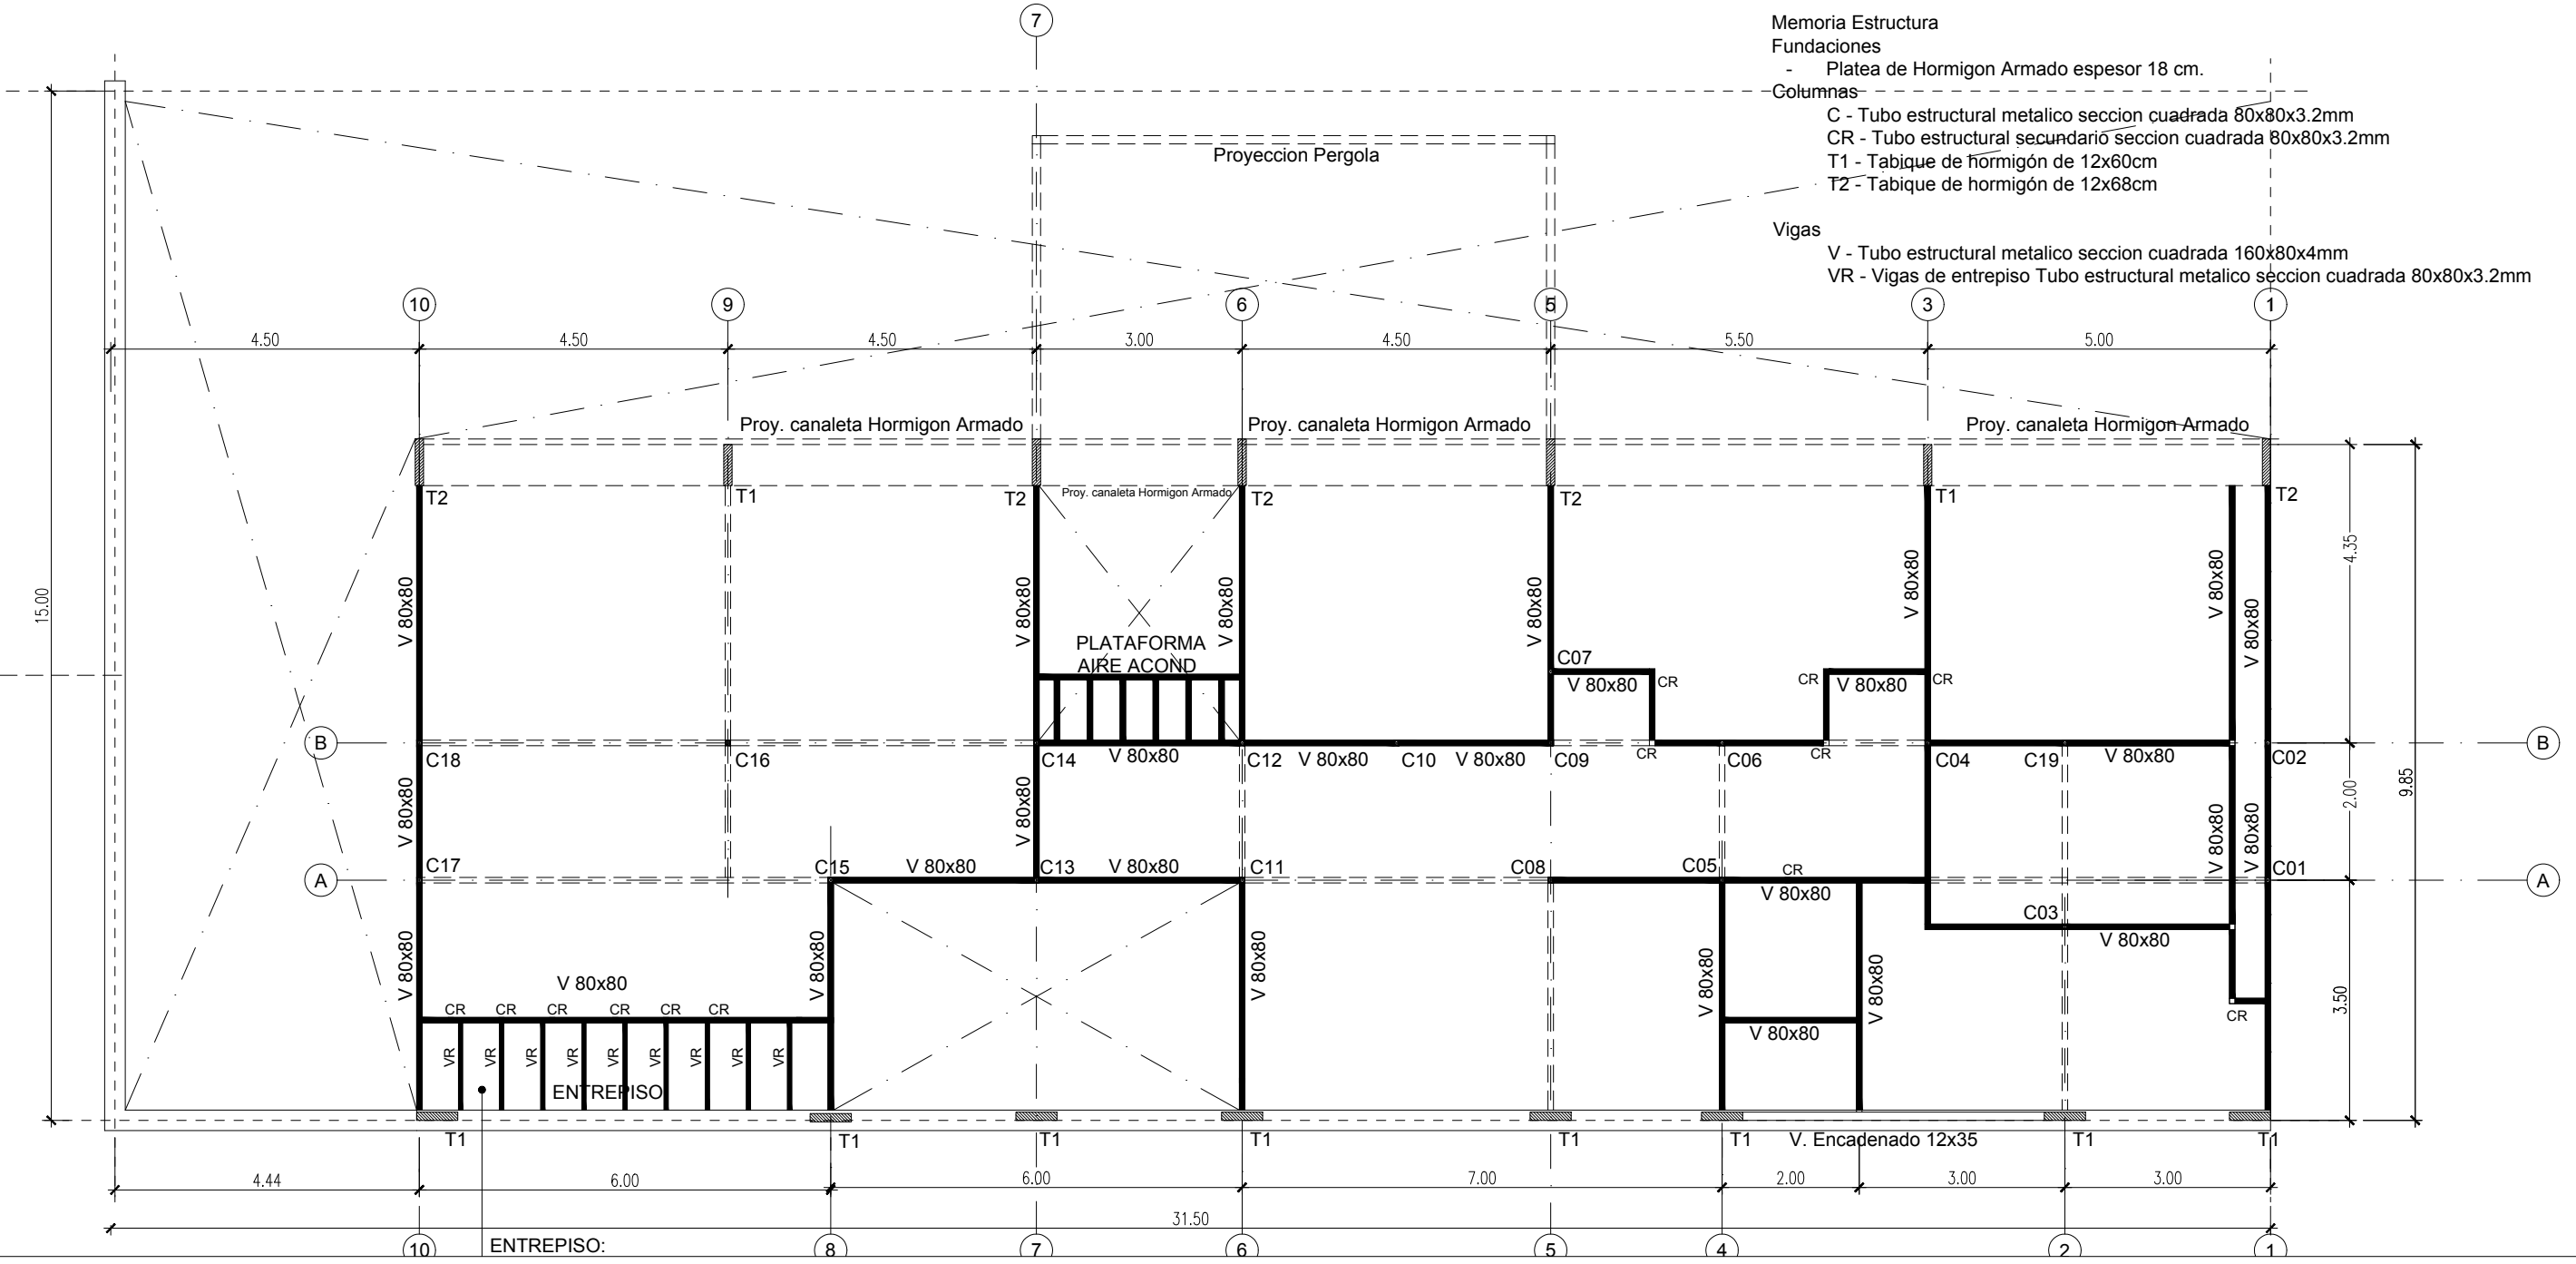 7
Memoria Estructura
Fundaciones
- Platea de Hormigon Armado espesor 18 cm.
Columnas
C - Tubo estructural metalico seccion cuadrada 80x80x3.2mm
CR - Tubo estructural secundario seccion cuadrada 80x80x3.2mm
T1 - Tabique de hormigón de 12x60cm
T2 - Tabique de hormigón de 12x68cm
Vigas
V - Tubo estructural metalico seccion cuadrada 160x80x4mm
VR - Vigas de entrepiso Tubo estructural metalico seccion cuadrada 80x80x3.2mm
Proyeccion Pergola
10 9 6 5 3 1
4.50 4.50 4.50 3.00 4.50 5.50 5.00
Proy. canaleta Hormigon Armado Proy. canaleta Hormigon Armado Proy. canaleta Hormigon Armado
T2 T1 T2 Proy. canaleta Hormigon Armado T2 T2 T1 T2
15.00
V 80x80 V 80x80 V 80x80 V 80x80 V 80x80 V 80x80 V 80x80
4.35
PLATAFORMA
AIRE ACOND
C07
V 80x80 CR CR V 80x80 CR
B B
C18 C16 C14 V 80x80 C12 V 80x80 C10 V 80x80 C09 CR C06 CR C04 C19 V 80x80 C02
V 80x80 V 80x80 V 80x80 V 80x80
2.00
9.85
A A
C17 C15 V 80x80 C13 V 80x80 C11 C08 C05 CR C01
V 80x80
C03
V 80x80
V 80x80 V 80x80 V 80x80 V 80x80 V 80x80
3.50
V 80x80
CR CR CR CR CR CR
V 80x80
CR
VR VR VR VR VR VR VR VR VR
ENTREPISO
T1 T1 T1 T1 T1 T1 V. Encadenado 12x35 T1 T1
4.44 6.00 6.00 7.00 2.00 3.00 3.00
31.50
10 ENTREPISO: 8 7 6 5 4 2 1